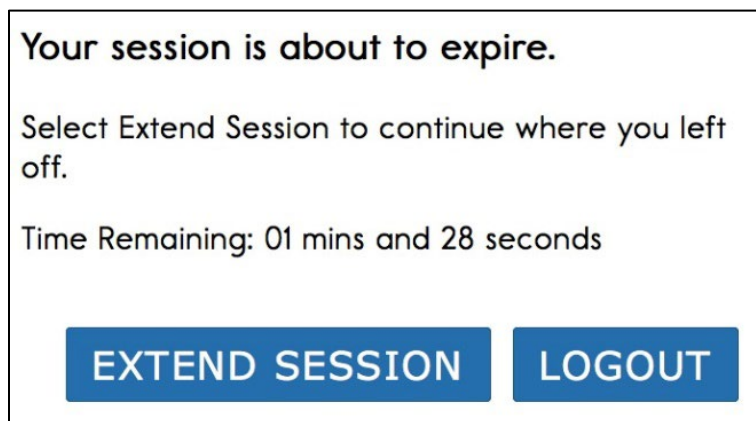 Your session is about to expire.
Select Extend Session to continue where you left
off.
Time Remaining: 01 mins and 28 seconds
EXTEND SESSION
LOGOUT